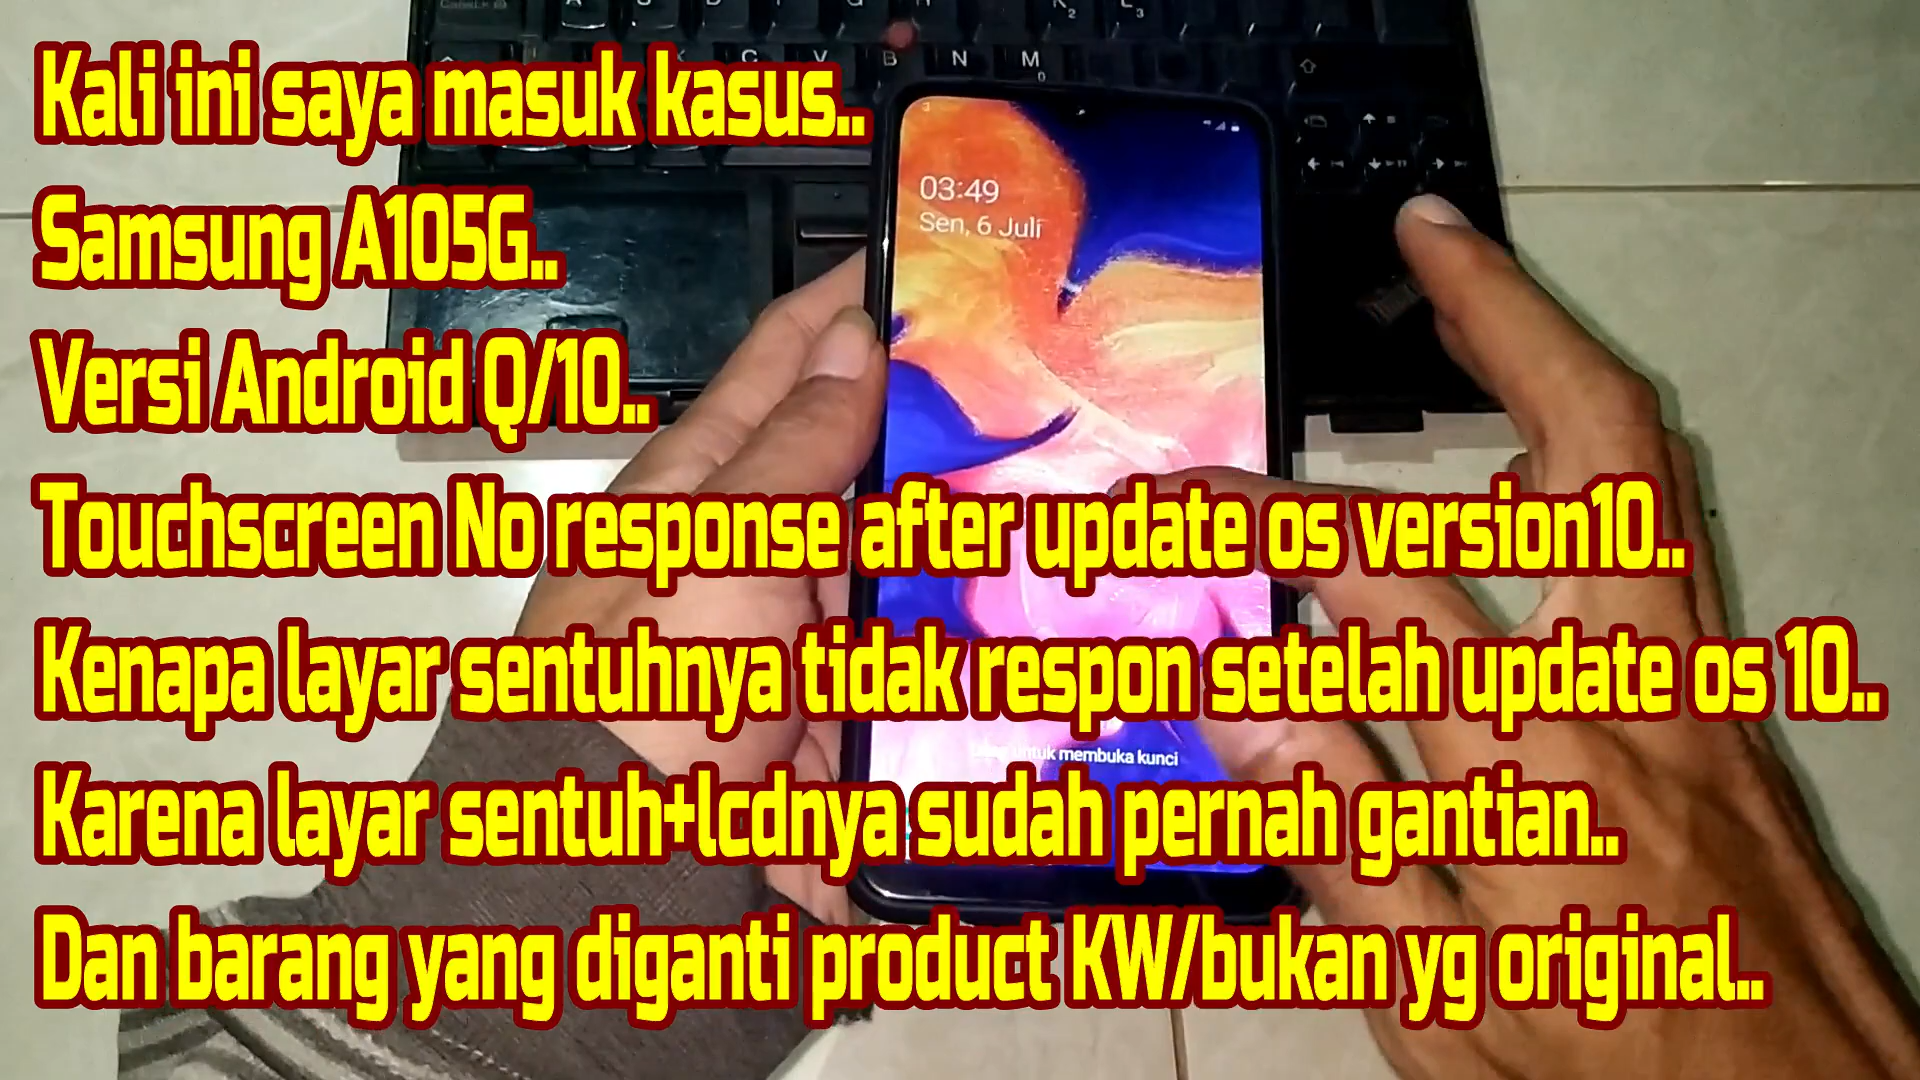 Kali ini saya masuk kasus..
Samsung A105G..
Versi Android Q/10..
Touchscreen No response after update os version10..
Kenapa layar sentuhnya tidak respon setelah update os 10..
Karena layar sentuh+lcdnya sudah pernah gantian..
Dan barang yang diganti product KW/bukan yg original..
03:49
Sen, 6 Juli
untuk membuka kunci
C V B N M